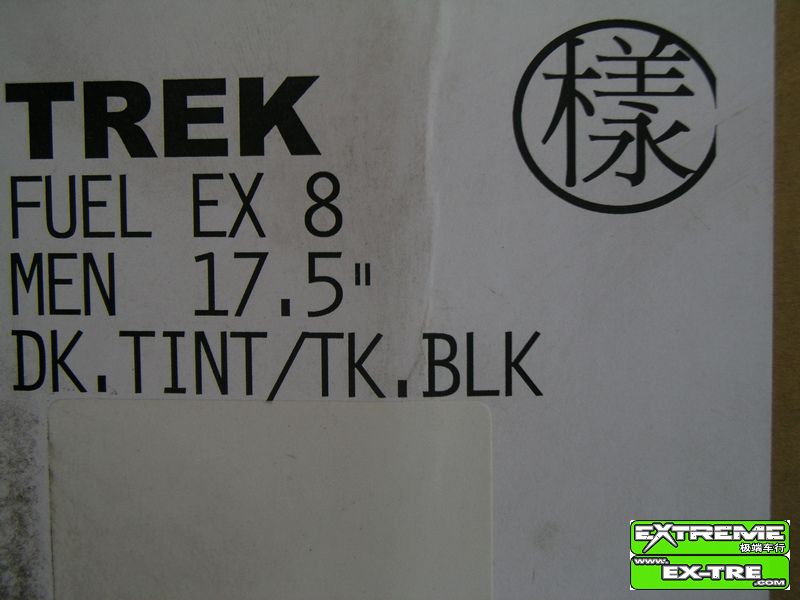 TREK
樣
FUEL EX 8
MEN 17.5"
DK.TINT/TK.BLK
EXTREME
极端车行
www.
EX-TRE.com